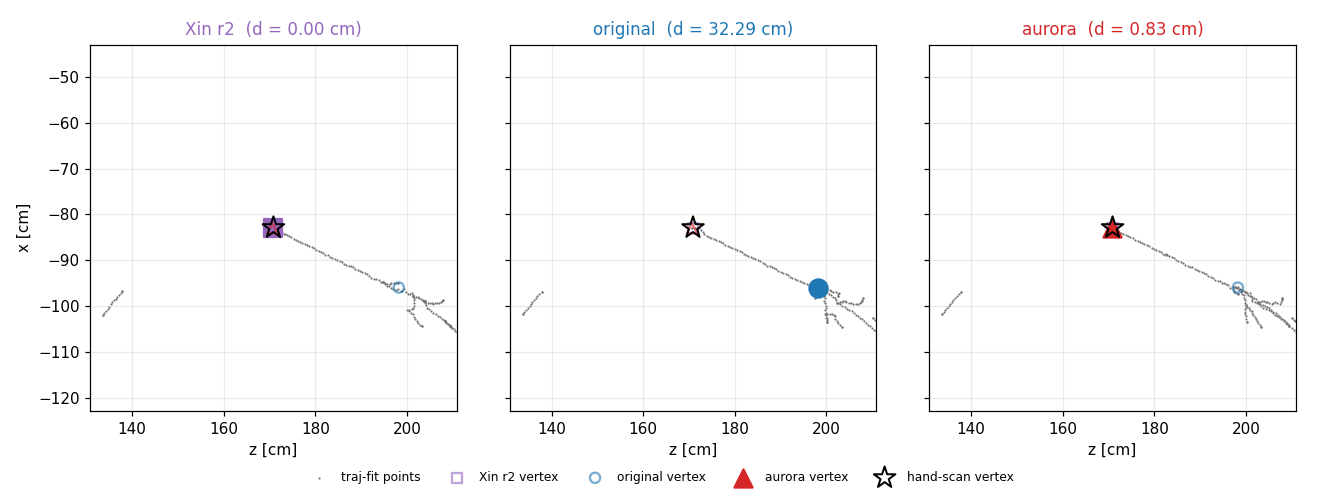 Xin r2  (d = 0.00 cm)
original  (d = 32.29 cm)
aurora  (d = 0.83 cm)
x [cm]
−50
−60
−70
−80
−90
−100
−110
−120
140 160 180 200
140 160 180 200
140 160 180 200
z [cm]
z [cm]
z [cm]
traj-fit points
Xin r2 vertex
original vertex
aurora vertex
hand-scan vertex